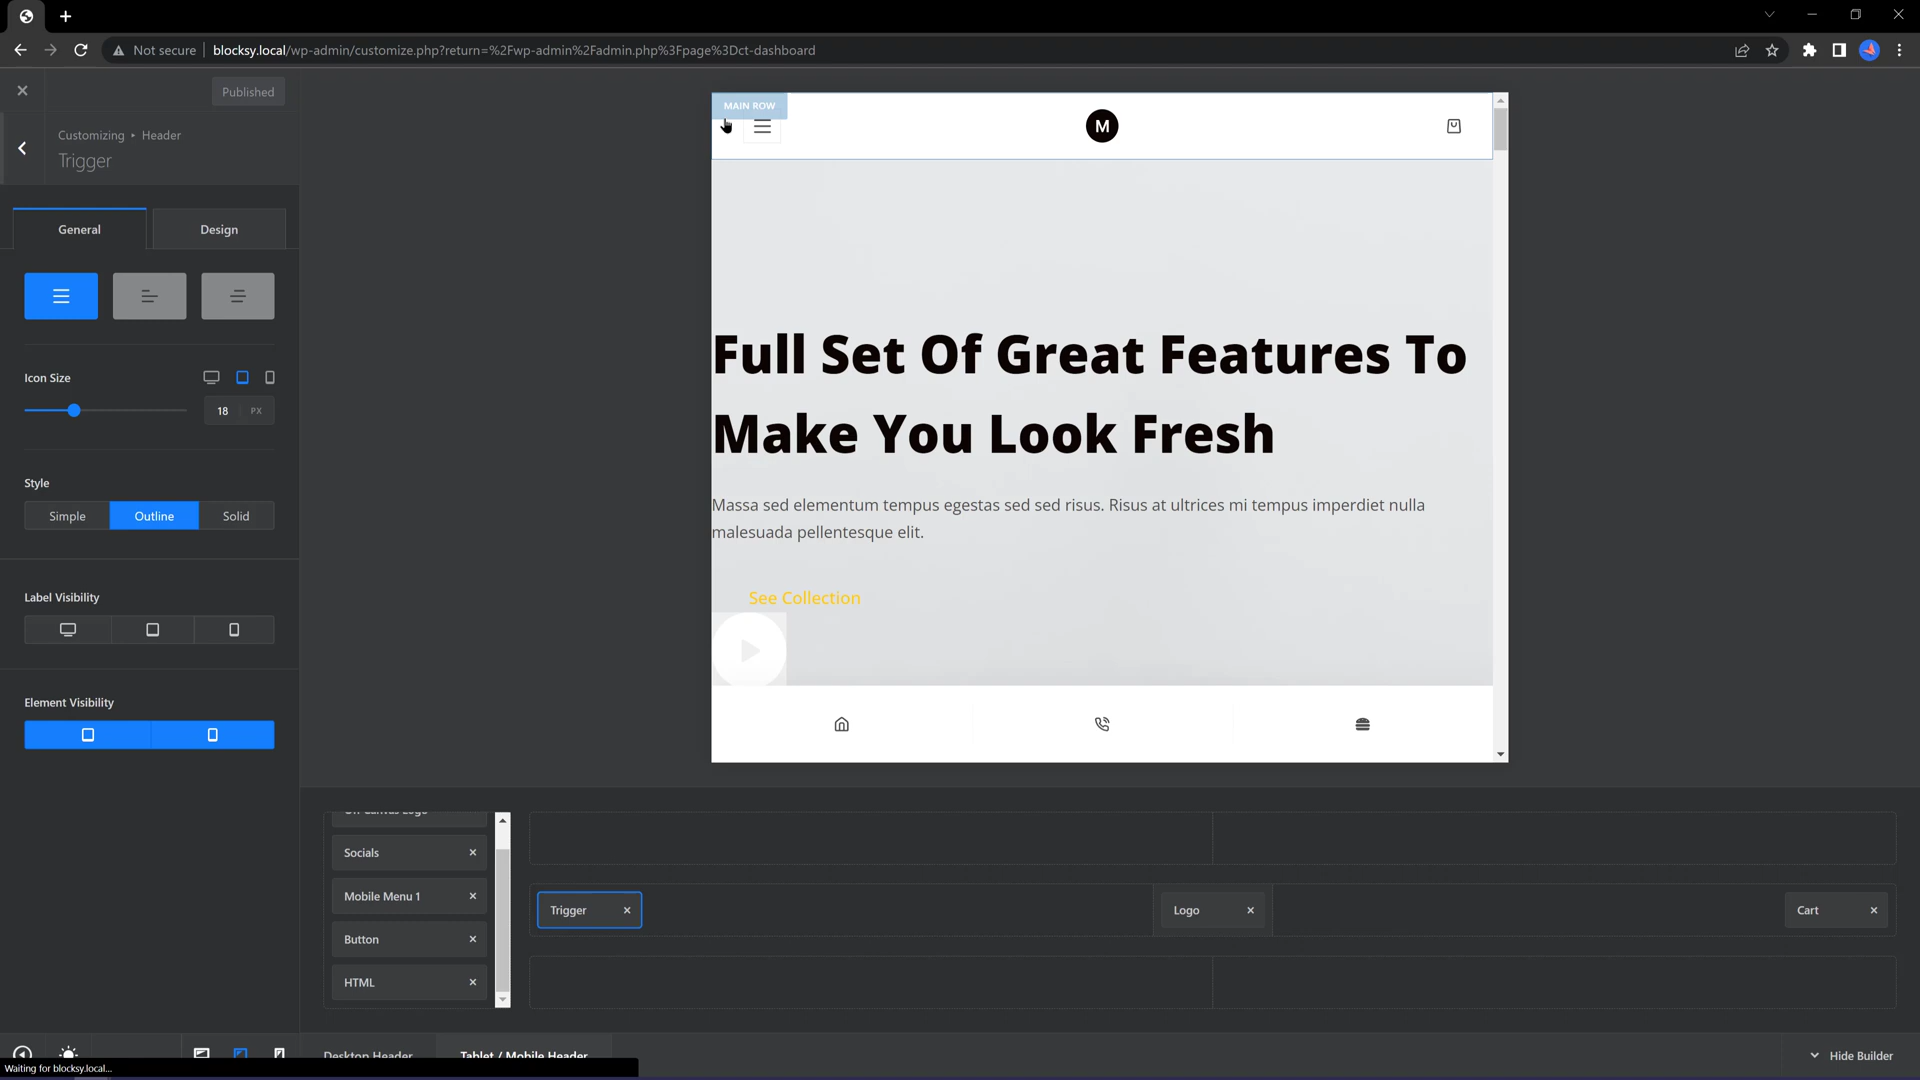 Not secure
blocksy.local/wp-admin/customize.php?return=%2Fwp-admin%2Fadmin.php%3Fpage%3Dct-dashboard
Published
Customizing ▸ Header
Trigger
General
Design
Icon Size
18
PX
Style
Simple
Outline
Solid
Label Visibility
Element Visibility
MAIN ROW
M
Full Set Of Great Features To
Make You Look Fresh
Massa sed elementum tempus egestas sed sed risus. Risus at ultrices mi tempus imperdiet nulla
malesuada pellentesque elit.
See Collection
Off Canvas Logo
Socials
Mobile Menu 1
Button
HTML
Trigger
Logo
Cart
Desktop Header
Tablet / Mobile Header
Hide Builder
Waiting for blocksy.local...